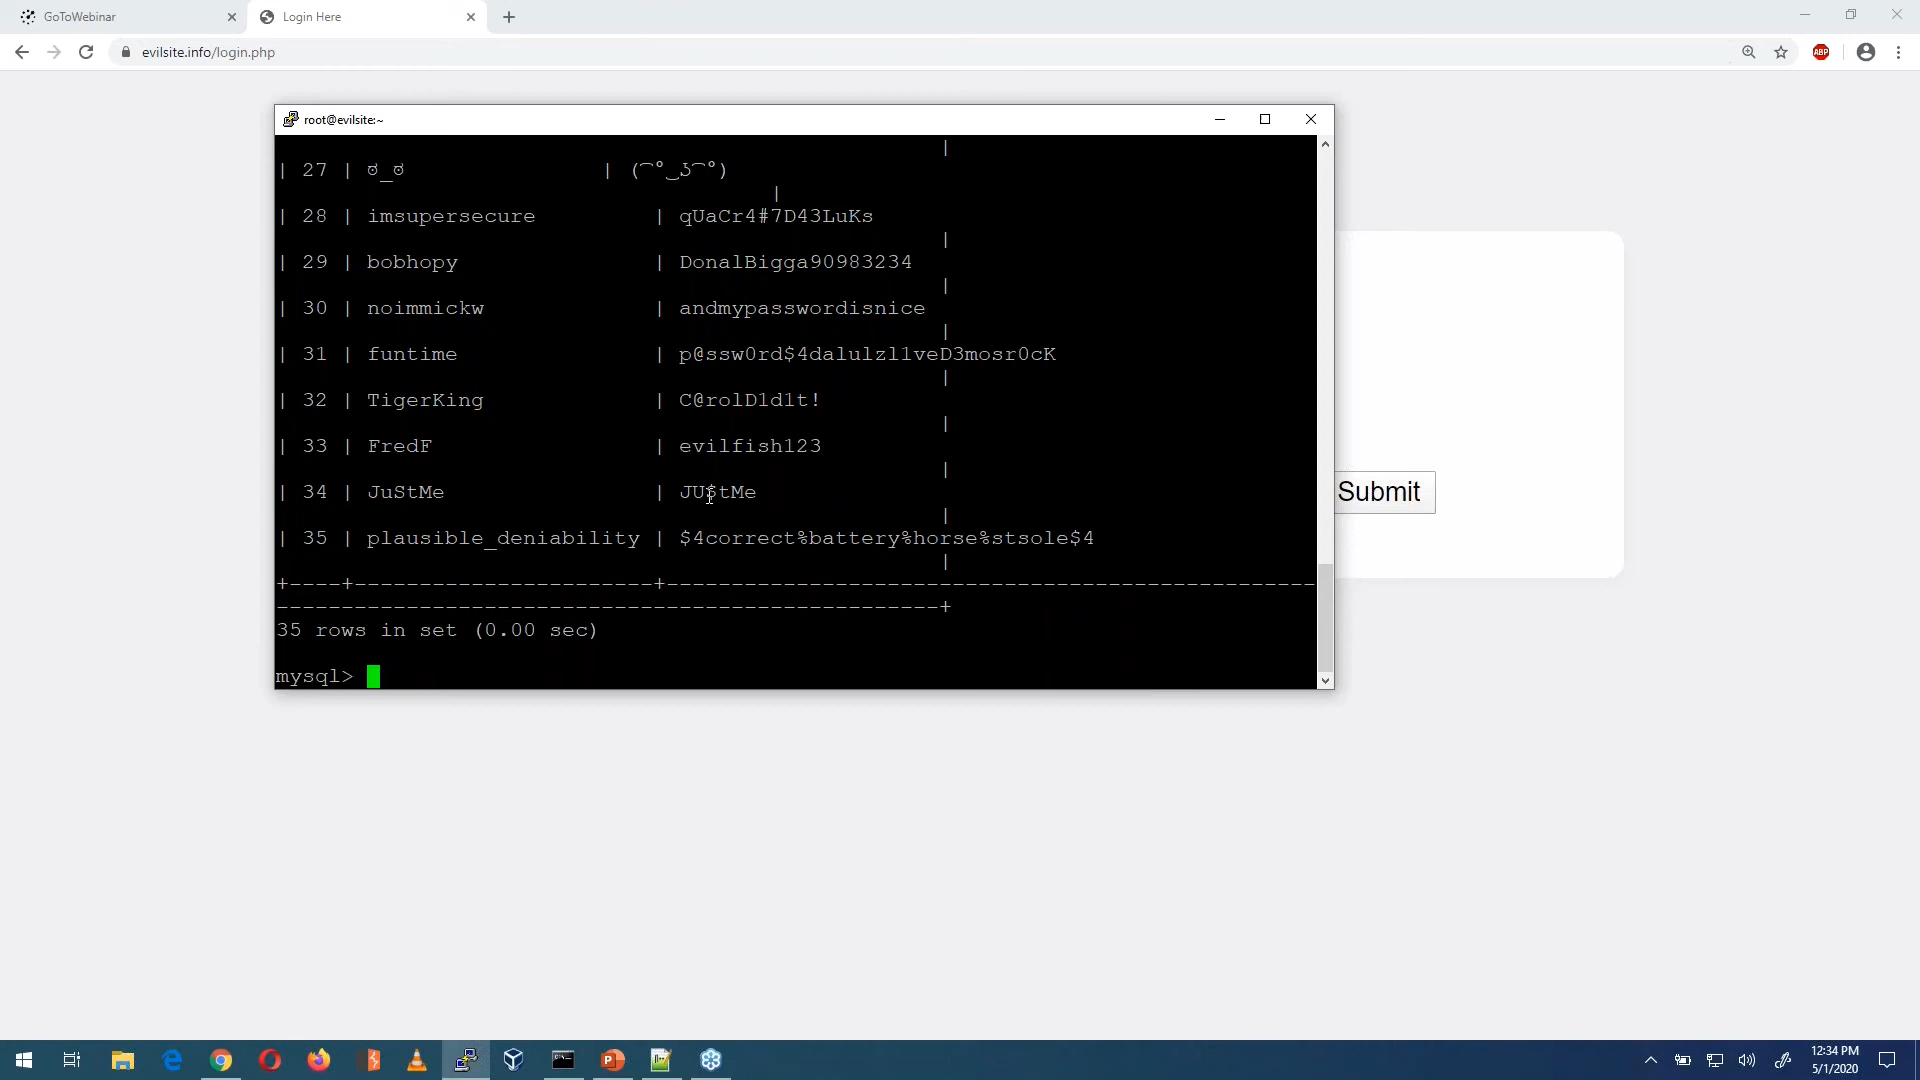 GoToWebinar
Login Here
evilsite.info/login.php
ABP
root@evilsite:~
|
| 27 | ಠ_ಠ | ( ͡° ͜ʖ ͡°)
|
| 28 | imsupersecure | qUaCr4#7D43LuKs
|
| 29 | bobhopy | DonalBigga90983234
|
| 30 | noimmickw | andmypasswordisnice
|
| 31 | funtime | p@ssw0rd$4dalulzl1veD3mosr0cK
|
| 32 | TigerKing | C@rolD1d1t!
|
| 33 | FredF | evilfish123
|
| 34 | JuStMe | JU$tMe
|
| 35 | plausible_deniability | $4correct%battery%horse%stsole$4
|
+----+-----------------------+--------------------------------------------------
---------------------------------------------------+
35 rows in set (0.00 sec)
mysql>
Submit
12:34 PM
5/1/2020